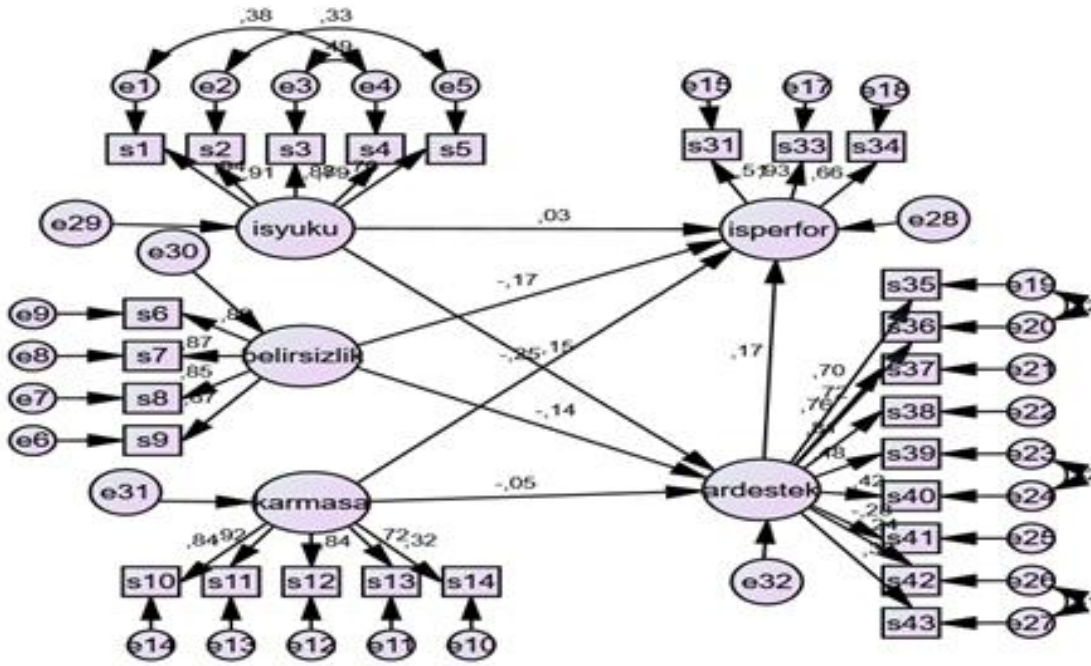 ,38 ,33
,49
e1 e2 e3 e4 e5
e15 e17 e18
s1 s2 s3 s4 s5
s31 s33 s34
,91
,93 ,66
e29 isyuku ,03 isperfor e28
e30
-,17
s35 e19
e9 s6
s36 e20
e8 s7 ,87 belirsizlik
,15
,17
s37 e21
e7 s8 ,85
,70
s38 e22
e6 s9
-,14
s39 e23
e31 karmasa -,05 ardestek
,42 s40 e24
,84 ,92 ,84 ,72 ,32
s41 e25
s10 s11 s12 s13 s14
e32
s42 e26
s43 e27
e14 e13 e12 e11 e10